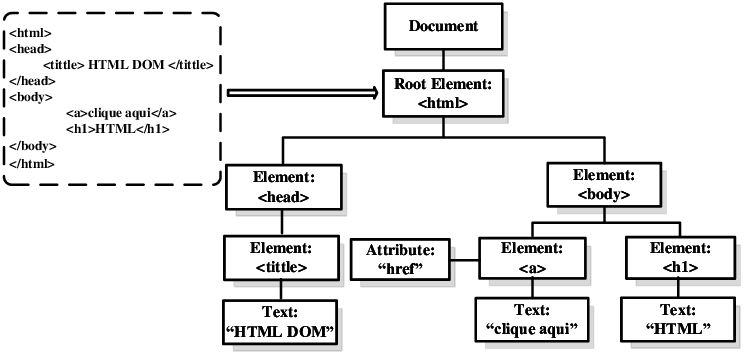 <html>
<head>
<tittle> HTML DOM </tittle>
</head>
<body>
<a>clique aqui</a>
<h1>HTML</h1>
</body>
</html>
Document
Root Element:
<html>
Element:
<head>
Element:
<body>
Element:
<tittle>
Attribute:
“href”
Element:
<a>
Element:
<h1>
Text:
“HTML DOM”
Text:
“clique aqui”
Text:
“HTML”